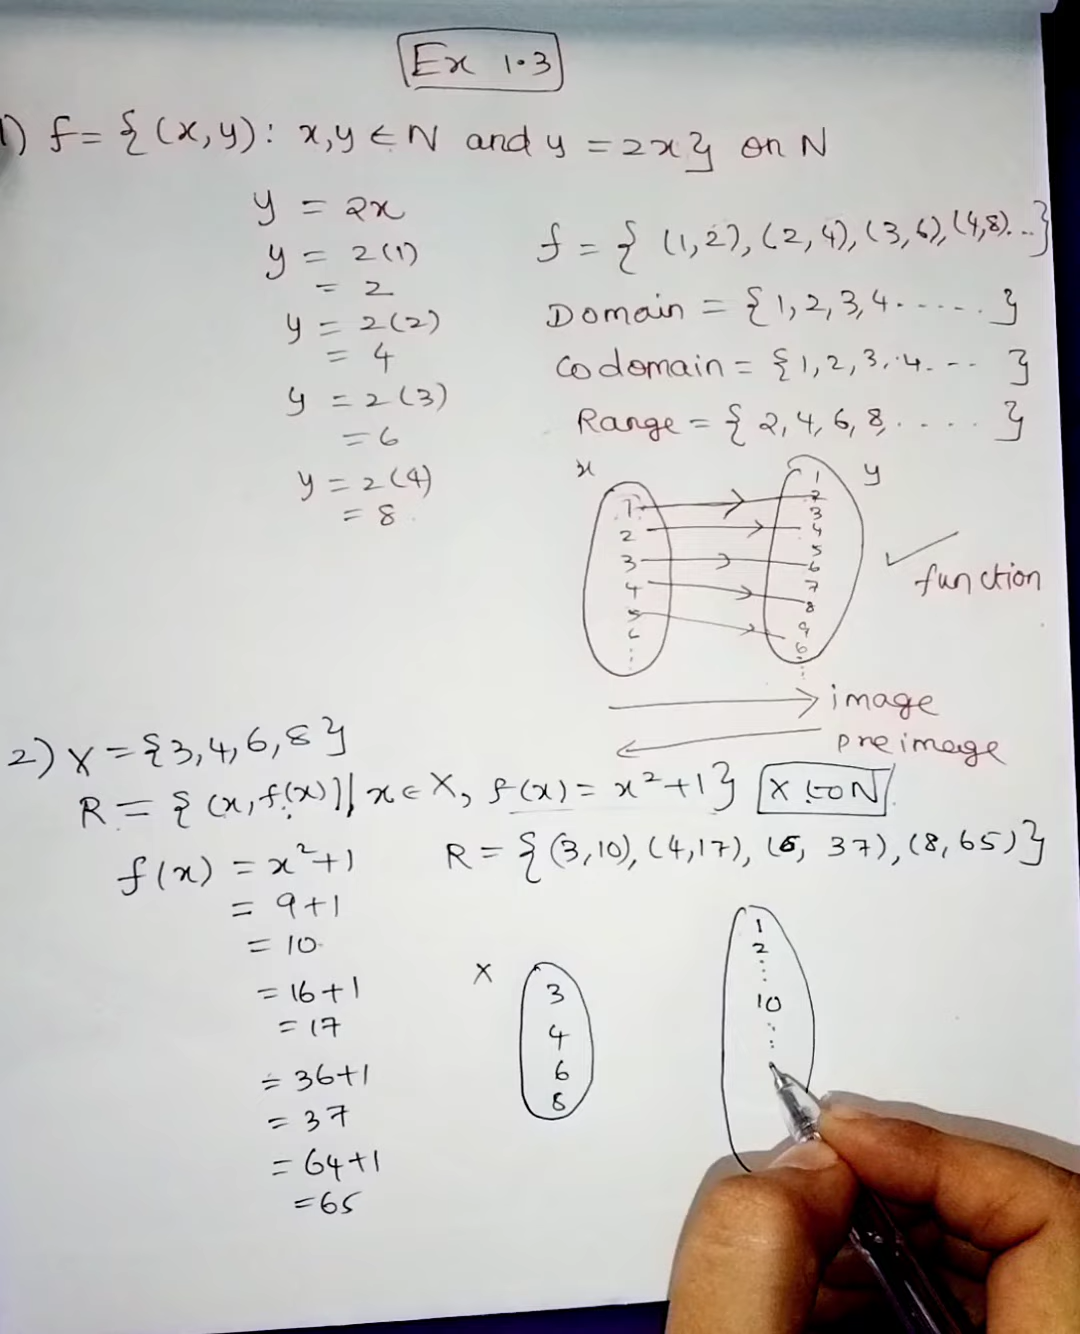 Ex 1.3
1) f = { (x, y) : x, y ∈ N and y = 2x } on N
y = 2x
y = 2(1)
= 2
y = 2(2)
= 4
y = 2(3)
= 6
y = 2(4)
= 8
f = { (1, 2), (2, 4), (3, 6), (4, 8)... }
Domain = { 1, 2, 3, 4 ...... }
Codomain = { 1, 2, 3, 4 .... }
Range = { 2, 4, 6, 8, ..... }
x
y
1
2
3
4
5
6
⋮
1
2
3
4
5
6
7
8
9
6
⋮
function
image
preimage
2) X = { 3, 4, 6, 8 }
R = { (x, f(x)) | x ∈ X, f(x) = x² + 1 } X to N
f(x) = x² + 1
= 9 + 1
= 10
= 16 + 1
= 17
= 36 + 1
= 37
= 64 + 1
= 65
R = { (3, 10), (4, 17), (6, 37), (8, 65) }
X
3
4
6
8
1
2
⋮
10
⋮